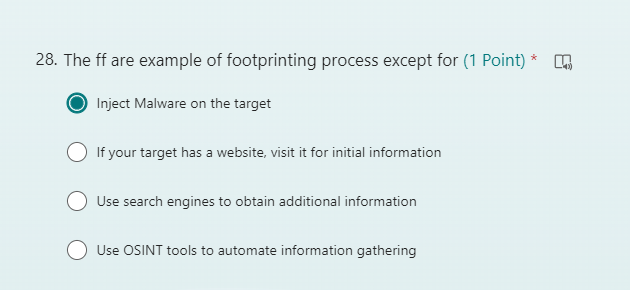 28. The ff are example of footprinting process except for (1 Point) *
Inject Malware on the target
If your target has a website, visit it for initial information
Use search engines to obtain additional information
Use OSINT tools to automate information gathering